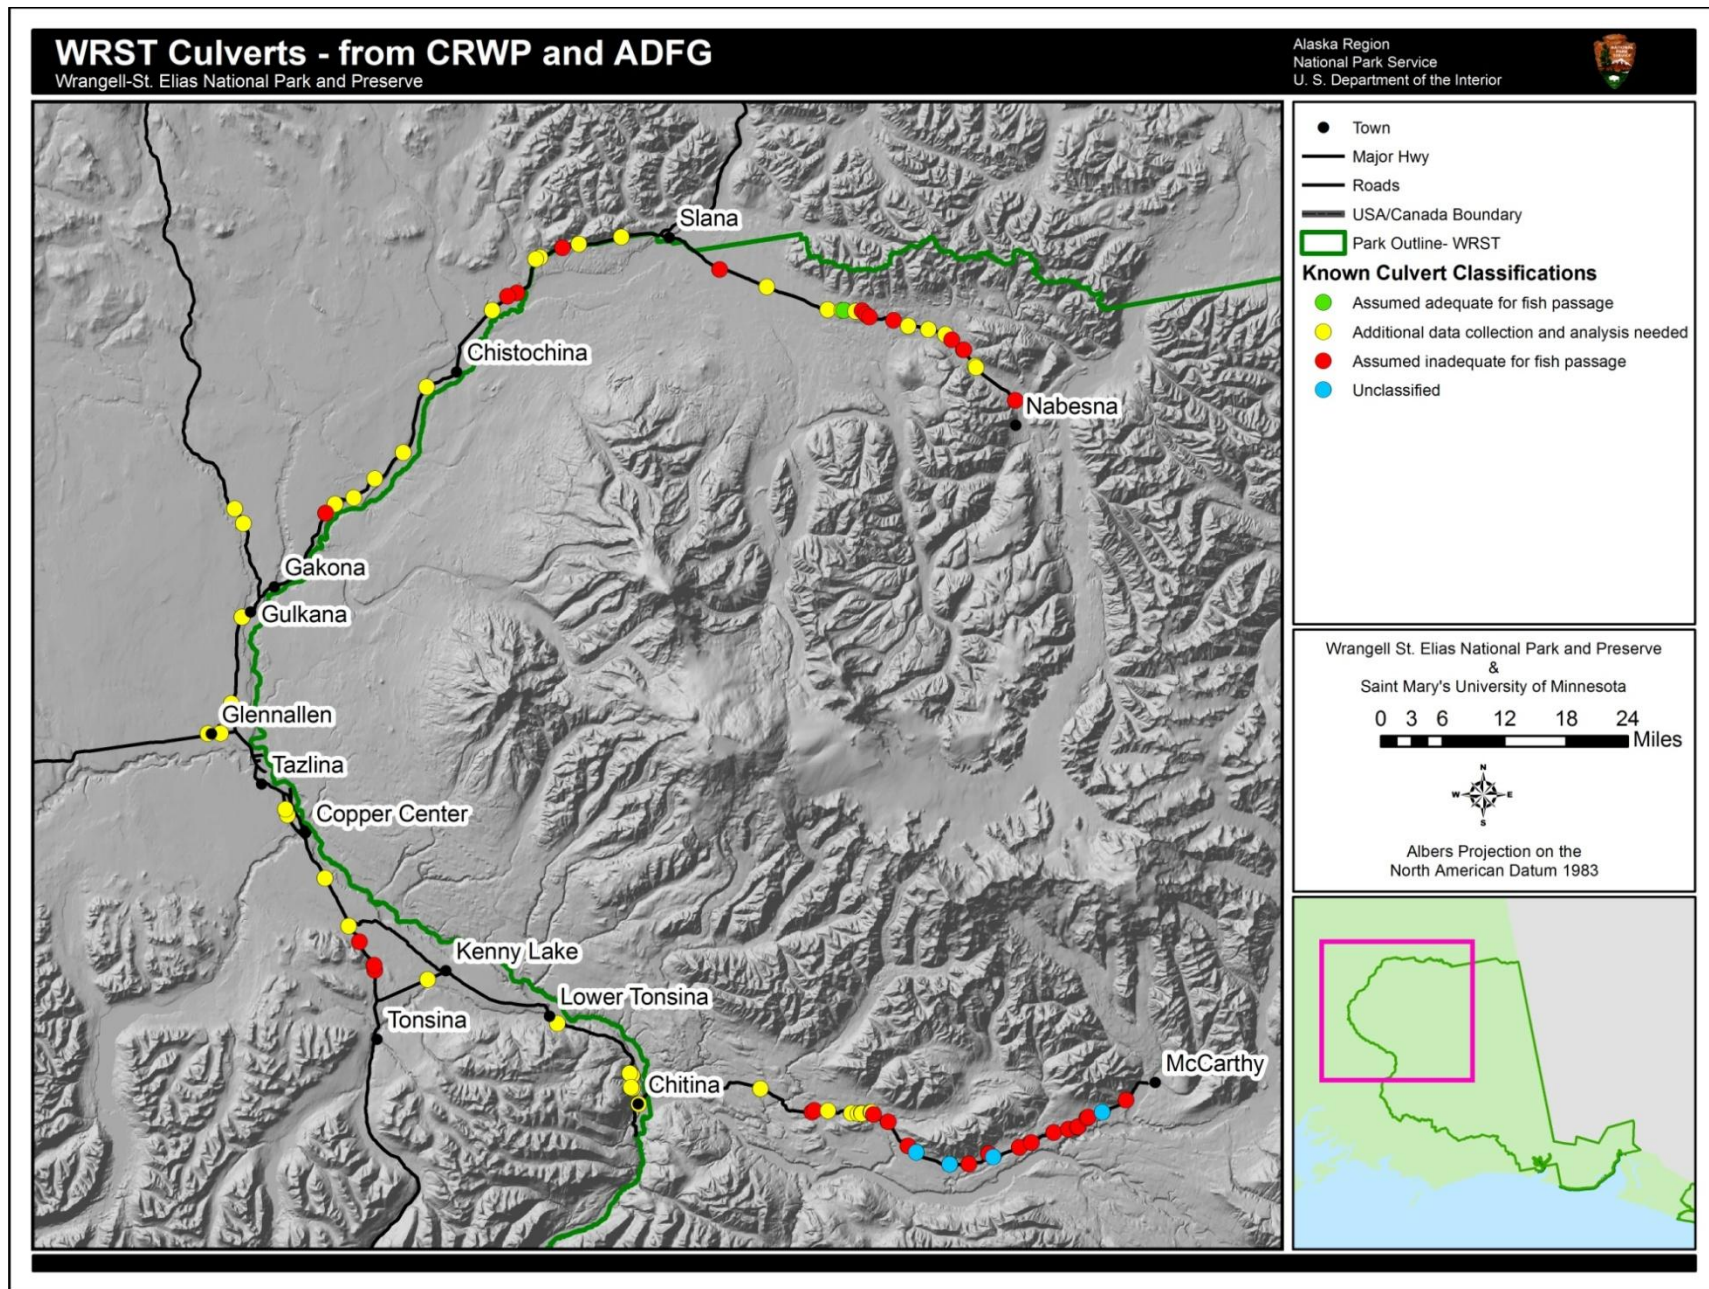 WRST Culverts - from CRWP and ADFG
Wrangell-St. Elias National Park and Preserve
Alaska Region
National Park Service
U. S. Department of the Interior
Slana
Chistochina
Nabesna
Gakona
Gulkana
Glennallen
Tazlina
Copper Center
Kenny Lake
Lower Tonsina
Tonsina
Chitina
McCarthy
Town
Major Hwy
Roads
USA/Canada Boundary
Park Outline- WRST
Known Culvert Classifications
Assumed adequate for fish passage
Additional data collection and analysis needed
Assumed inadequate for fish passage
Unclassified
Wrangell St. Elias National Park and Preserve
&
Saint Mary's University of Minnesota
0 3 6 12 18 24
Miles
N
W E
S
Albers Projection on the
North American Datum 1983